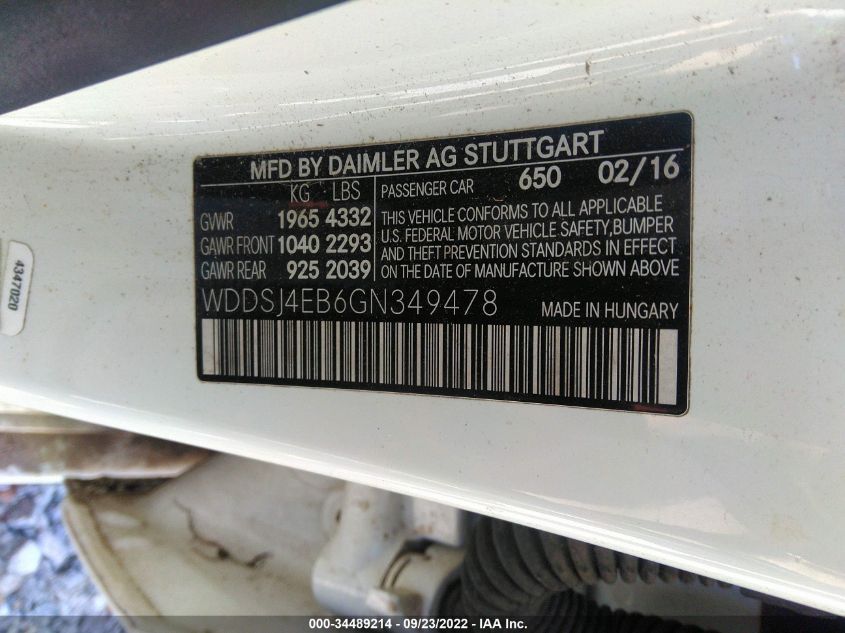 MFD BY DAIMLER AG STUTTGART
KG LBS
PASSENGER CAR 650 02/16
GVWR 1965 4332
GAWR FRONT 1040 2293
GAWR REAR 925 2039
THIS VEHICLE CONFORMS TO ALL APPLICABLE
U.S. FEDERAL MOTOR VEHICLE SAFETY,BUMPER
AND THEFT PREVENTION STANDARDS IN EFFECT
ON THE DATE OF MANUFACTURE SHOWN ABOVE
WDDSJ4EB6GN349478 MADE IN HUNGARY
4347020
000-34489214 - 09/23/2022 - IAA Inc.